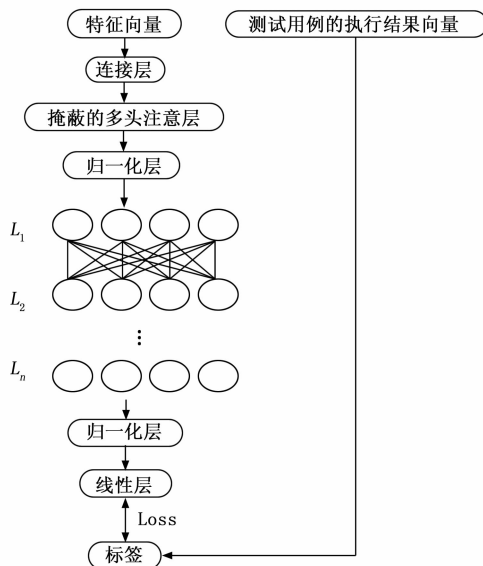 特征向量
测试用例的执行结果向量
连接层
掩蔽的多头注意层
归一化层
L₁
L₂
⋮
Lₙ
归一化层
线性层
Loss
标签